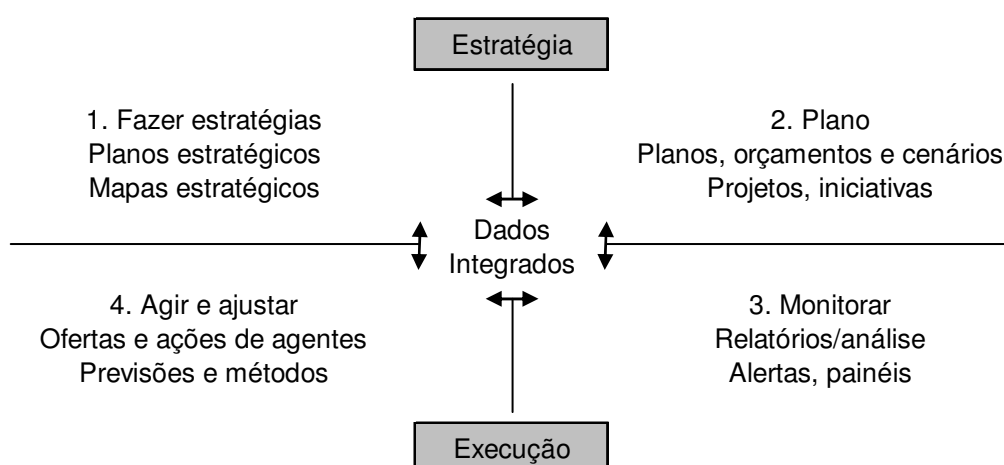 Estratégia
1. Fazer estratégias
Planos estratégicos
Mapas estratégicos
2. Plano
Planos, orçamentos e cenários
Projetos, iniciativas
Dados
Integrados
4. Agir e ajustar
Ofertas e ações de agentes
Previsões e métodos
3. Monitorar
Relatórios/análise
Alertas, painéis
Execução